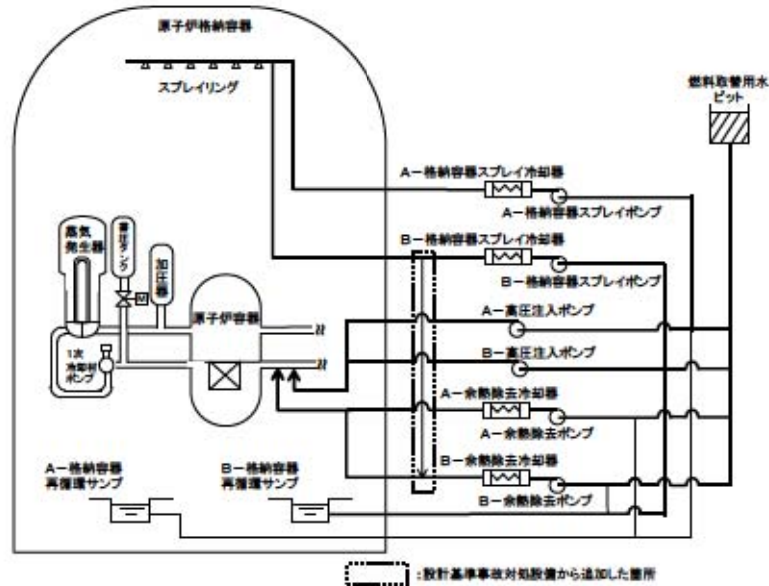 原子炉格納容器
スプレイリング
燃料取替用水
ピット
A－格納容器スプレイ冷却器
A－格納容器スプレイポンプ
B－格納容器スプレイ冷却器
B－格納容器スプレイポンプ
蒸気
発生器
蓄圧タンク
加圧器
M
原子炉容器
1次
冷却材
ポンプ
A－高圧注入ポンプ
B－高圧注入ポンプ
A－余熱除去冷却器
A－余熱除去ポンプ
B－余熱除去冷却器
B－余熱除去ポンプ
A－格納容器
再循環サンプ
B－格納容器
再循環サンプ
：設計基準事故対処設備から追加した箇所